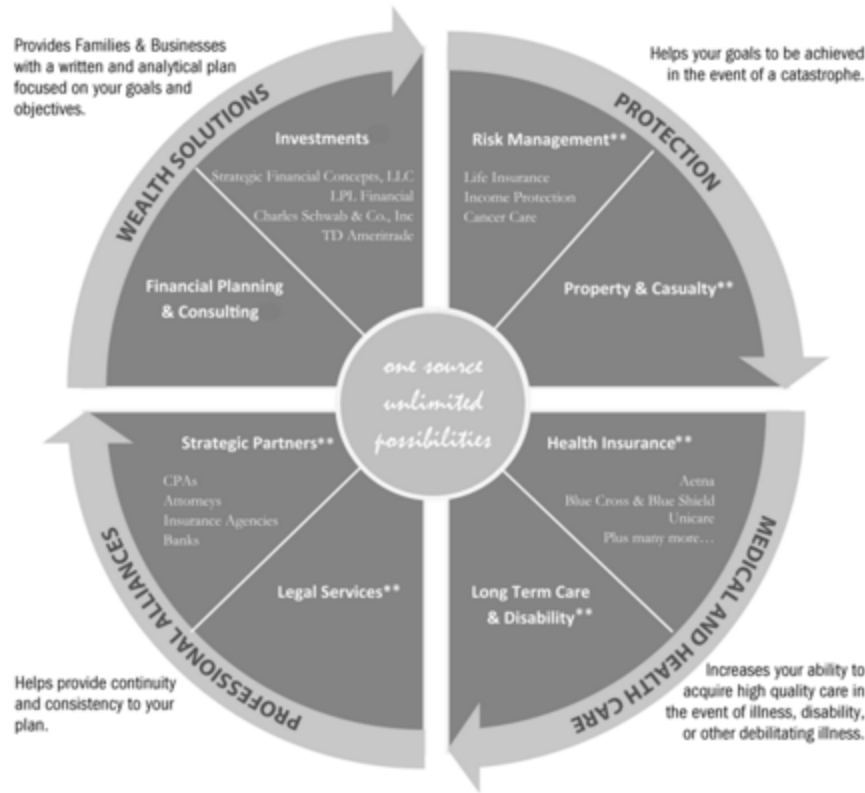 Provides Families & Businesses
with a written and analytical plan
focused on your goals and
objectives.
WEALTH SOLUTIONS
Investments
Strategic Financial Concepts, LLC
LPL Financial
Charles Schwab & Co., Inc
TD Ameritrade
Financial Planning
& Consulting
Helps your goals to be achieved
in the event of a catastrophe.
PROTECTION
Risk Management**
Life Insurance
Income Protection
Cancer Care
Property & Casualty**
one source
unlimited
possibilities
Strategic Partners**
CPAs
Attorneys
Insurance Agencies
Banks
Legal Services**
PROFESSIONAL ALLIANCES
Helps provide continuity
and consistency to your
plan.
Health Insurance**
Aetna
Blue Cross & Blue Shield
Unicare
Plus many more...
Long Term Care
& Disability**
MEDICAL AND HEALTH CARE
Increases your ability to
acquire high quality care in
the event of illness, disability,
or other debilitating illness.